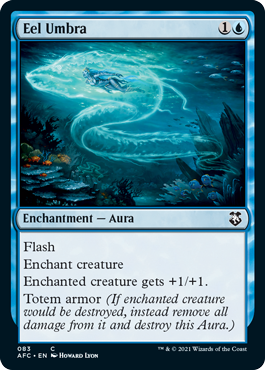 Eel Umbra 1
Enchantment — Aura
Flash
Enchant creature
Enchanted creature gets +1/+1.
Totem armor (If enchanted creature
would be destroyed, instead remove all
damage from it and destroy this Aura.)
083 C
AFC • EN Howard Lyon ™ & © 2021 Wizards of the Coast